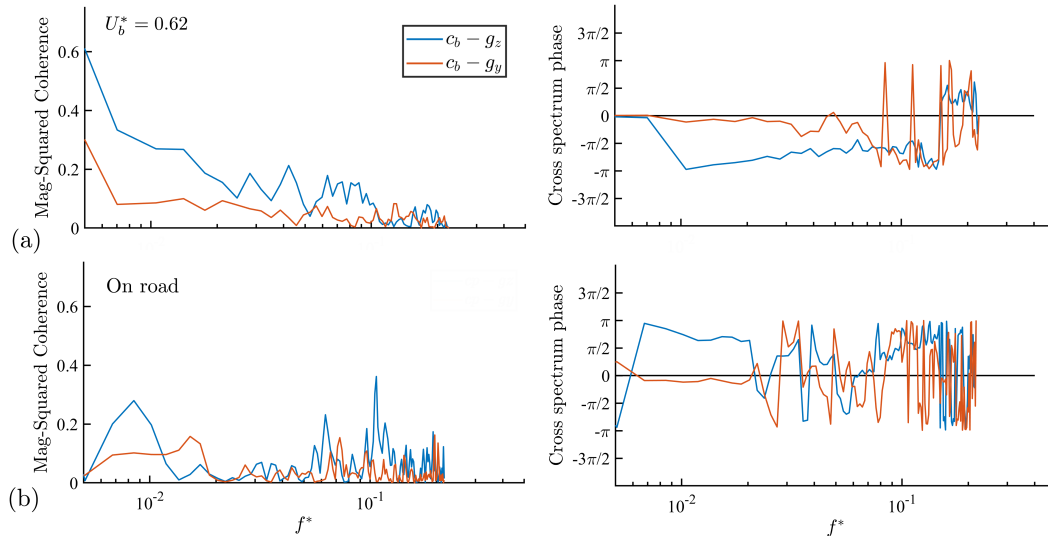 (a)
Mag-Squared Coherence
0.6
0.4
0.2
0
U_b^* = 0.62
c_b − g_z
c_b − g_y
Cross spectrum phase
3π/2
π
π/2
0
-π/2
-π
-3π/2
(b)
Mag-Squared Coherence
0.6
0.4
0.2
0
On road
10^-2
10^-1
f^*
Cross spectrum phase
3π/2
π
π/2
0
-π/2
-π
-3π/2
10^-2
10^-1
f^*